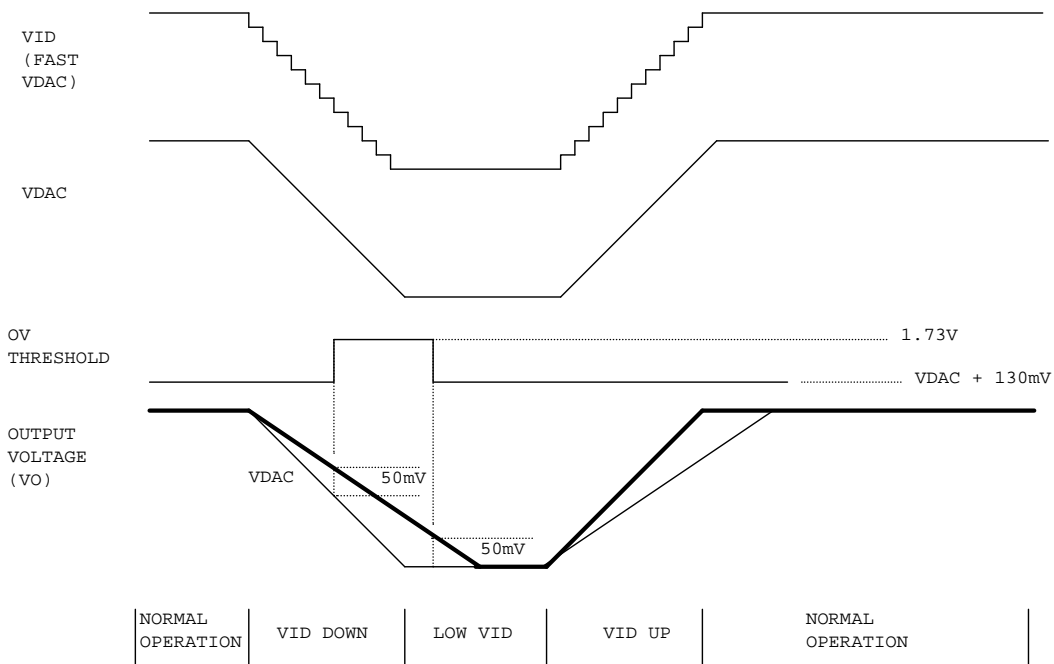 VID
(FAST
VDAC)
VDAC
OV
THRESHOLD
1.73V
VDAC + 130mV
OUTPUT
VOLTAGE
(VO)
VDAC
50mV
50mV
NORMAL
OPERATION
VID DOWN
LOW VID
VID UP
NORMAL
OPERATION